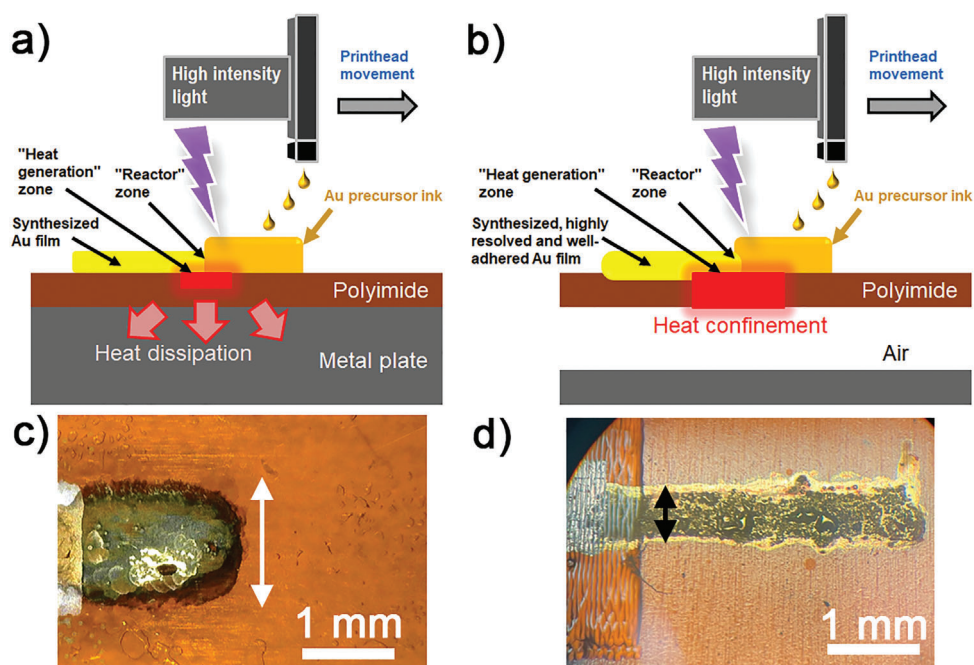 a)
High intensity
light
Printhead
movement
"Heat
generation"
zone
"Reactor"
zone
Au precursor ink
Synthesized
Au film
Polyimide
Heat dissipation
Metal plate
b)
High intensity
light
Printhead
movement
"Heat generation"
zone
"Reactor"
zone
Au precursor ink
Synthesized, highly
resolved and well-
adhered Au film
Polyimide
Heat confinement
Air
c)
1 mm
d)
1 mm